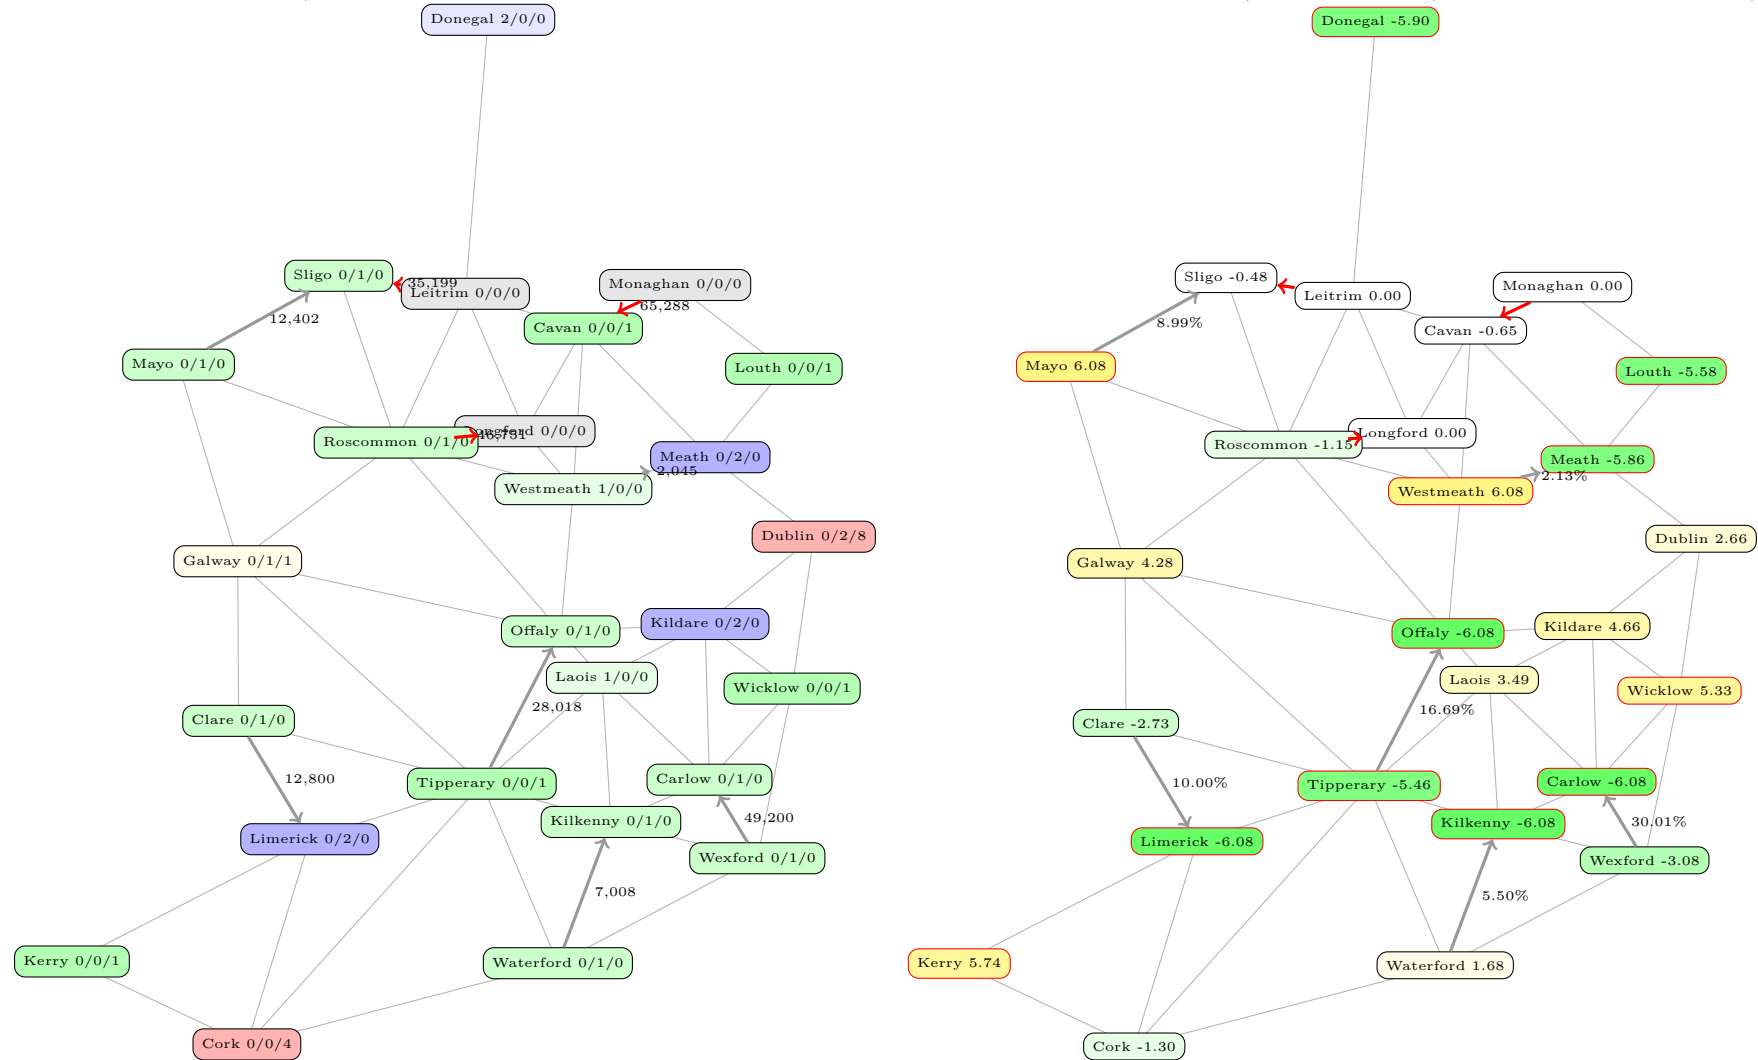 Donegal 2/0/0
Sligo 0/1/0
35,199
Leitrim 0/0/0
Monaghan 0/0/0
65,288
12,402
Cavan 0/0/1
Mayo 0/1/0
Louth 0/0/1
Roscommon 0/1/0
Longford 0/0/0
46,751
Meath 0/2/0
2,045
Westmeath 1/0/0
Dublin 0/2/8
Galway 0/1/1
Offaly 0/1/0
Kildare 0/2/0
Laois 1/0/0
Wicklow 0/0/1
28,018
Clare 0/1/0
12,800
Tipperary 0/0/1
Carlow 0/1/0
49,200
Kilkenny 0/1/0
Limerick 0/2/0
Wexford 0/1/0
7,008
Kerry 0/0/1
Waterford 0/1/0
Cork 0/0/4
Donegal -5.90
Sligo -0.48
Leitrim 0.00
Monaghan 0.00
8.99%
Cavan -0.65
Mayo 6.08
Louth -5.58
Roscommon -1.15
Longford 0.00
Meath -5.86
2.13%
Westmeath 6.08
Dublin 2.66
Galway 4.28
Offaly -6.08
Kildare 4.66
Laois 3.49
Wicklow 5.33
16.69%
Clare -2.73
10.00%
Tipperary -5.46
Carlow -6.08
30.01%
Kilkenny -6.08
Limerick -6.08
Wexford -3.08
5.50%
Kerry 5.74
Waterford 1.68
Cork -1.30